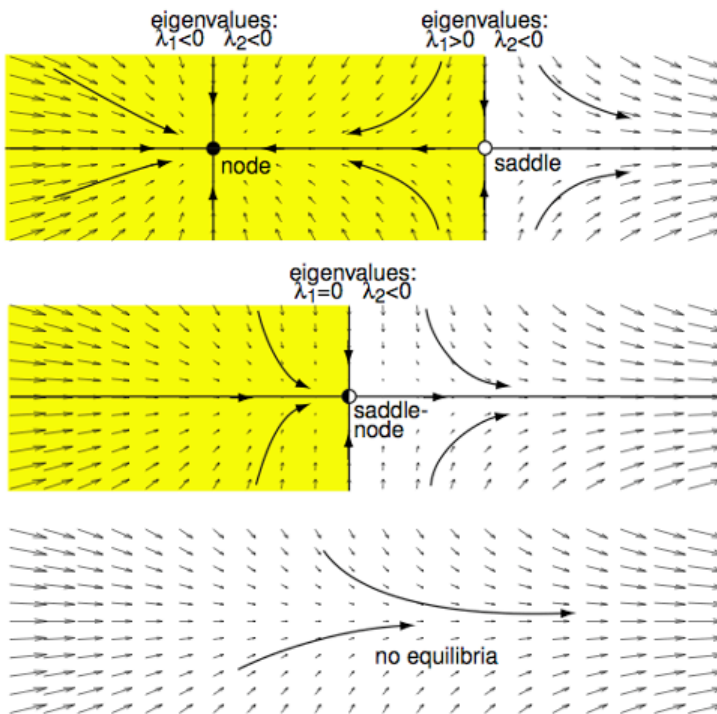 eigenvalues:
λ₁<0 λ₂<0
eigenvalues:
λ₁>0 λ₂<0
node
saddle
eigenvalues:
λ₁=0 λ₂<0
saddle-
node
no equilibria